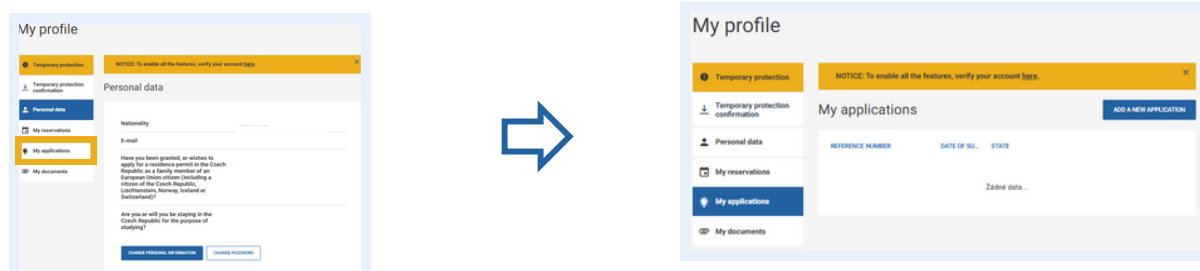 My profile
Temporary protection
Temporary protection
confirmation
Personal data
My reservations
My applications
My documents
NOTICE: To enable all the features, verify your account here.
×
Personal data
Nationality
E-mail
Have you been granted, or wishes to
apply for a residence permit in the Czech
Republic as a family member of an
European Union citizen (including a
citizen of the Czech Republic,
Liechtenstein, Norway, Iceland or
Switzerland)?
Are you or will you be staying in the
Czech Republic for the purpose of
studying?
CHANGE PERSONAL INFORMATION CHANGE PASSWORD
My profile
Temporary protection
Temporary protection
confirmation
Personal data
My reservations
My applications
My documents
NOTICE: To enable all the features, verify your account here.
×
My applications
ADD A NEW APPLICATION
REFERENCE NUMBER DATE OF SU... STATE
Žádné data...